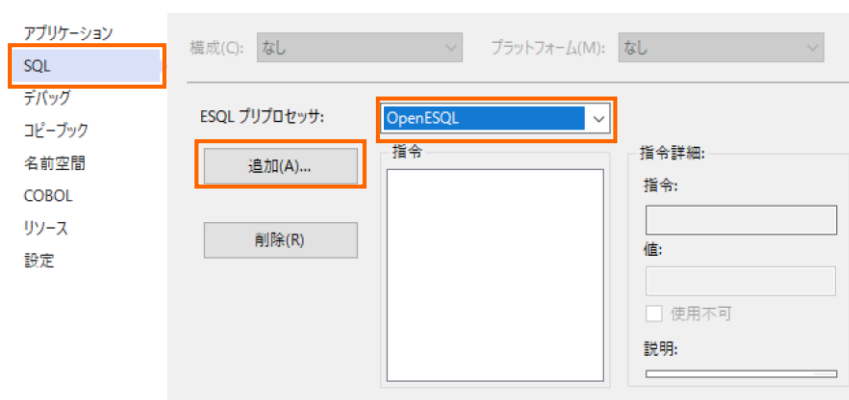 アプリケーション
SQL
デバッグ
コピーブック
名前空間
COBOL
リソース
設定
構成(C): なし プラットフォーム(M): なし
ESQL プリプロセッサ: OpenESQL
追加(A)...
削除(R)
指令
指令詳細:
指令:
値:
使用不可
説明: